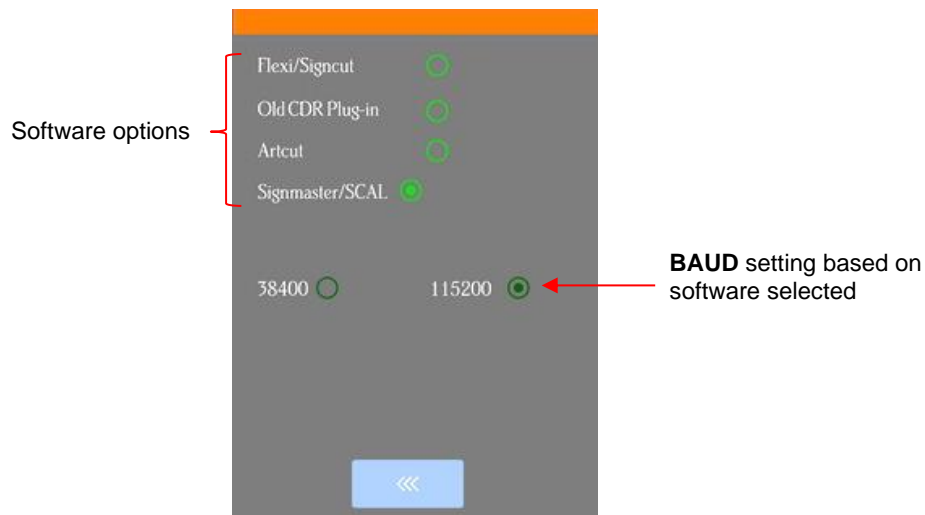 Flexi/Signcut
Old CDR Plug-in
Software options
Artcut
Signmaster/SCAL
BAUD setting based on
software selected
38400
115200